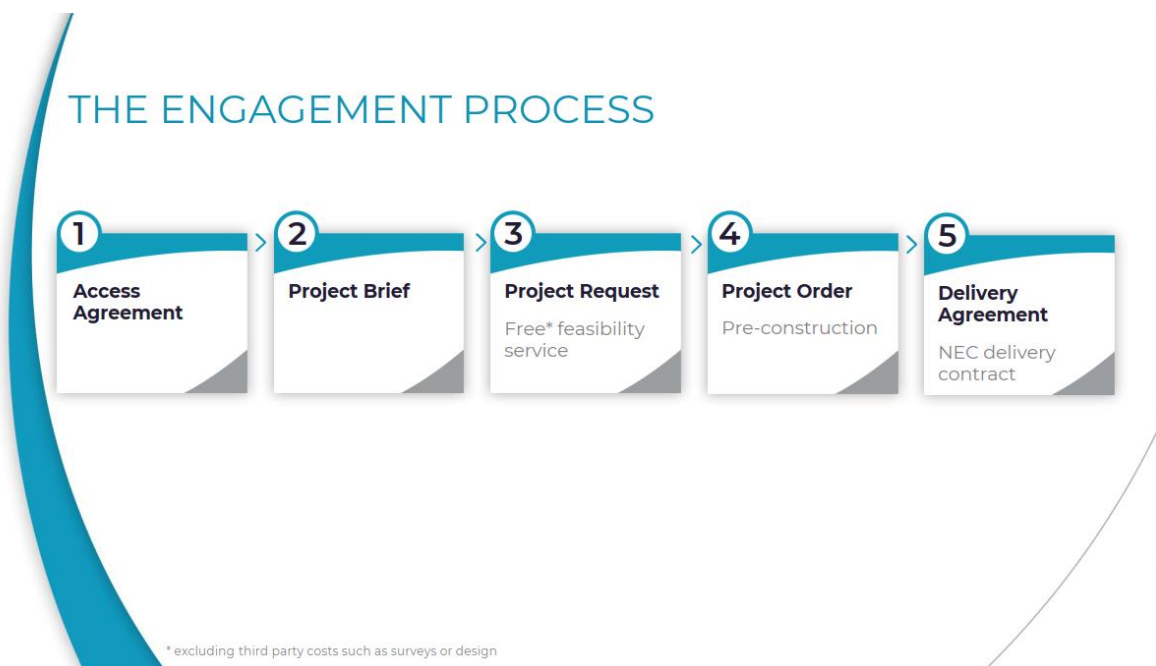 THE ENGAGEMENT PROCESS
1
Access
Agreement
2
Project Brief
3
Project Request
Free* feasibility
service
4
Project Order
Pre-construction
5
Delivery
Agreement
NEC delivery
contract
* excluding third party costs such as surveys or design